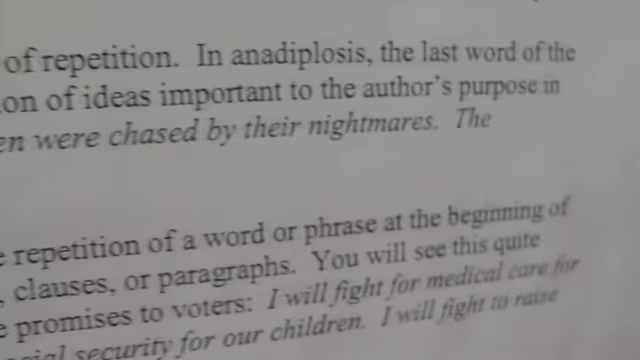 of repetition. In anadiplosis, the last word of the
on of ideas important to the author's purpose in
en were chased by their nightmares. The
e repetition of a word or phrase at the beginning of
, clauses, or paragraphs. You will see this quite
e promises to voters: I will fight for medical care for
cial security for our children. I will fight to raise